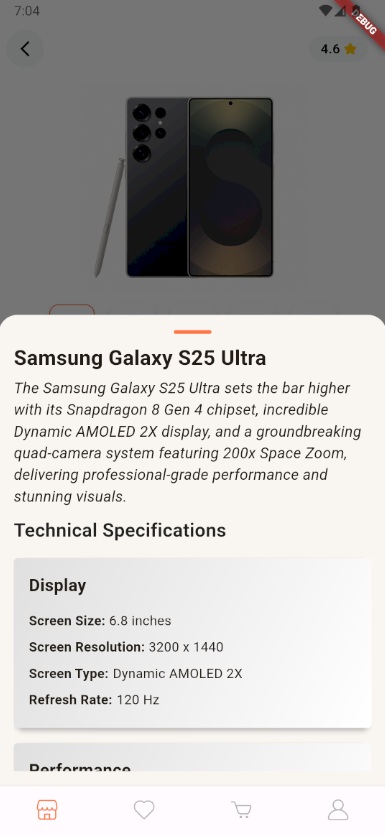 7:04
DEBUG
4.6
Samsung Galaxy S25 Ultra
The Samsung Galaxy S25 Ultra sets the bar higher
with its Snapdragon 8 Gen 4 chipset, incredible
Dynamic AMOLED 2X display, and a groundbreaking
quad-camera system featuring 200x Space Zoom,
delivering professional-grade performance and
stunning visuals.
Technical Specifications
Display
Screen Size: 6.8 inches
Screen Resolution: 3200 x 1440
Screen Type: Dynamic AMOLED 2X
Refresh Rate: 120 Hz
Performance